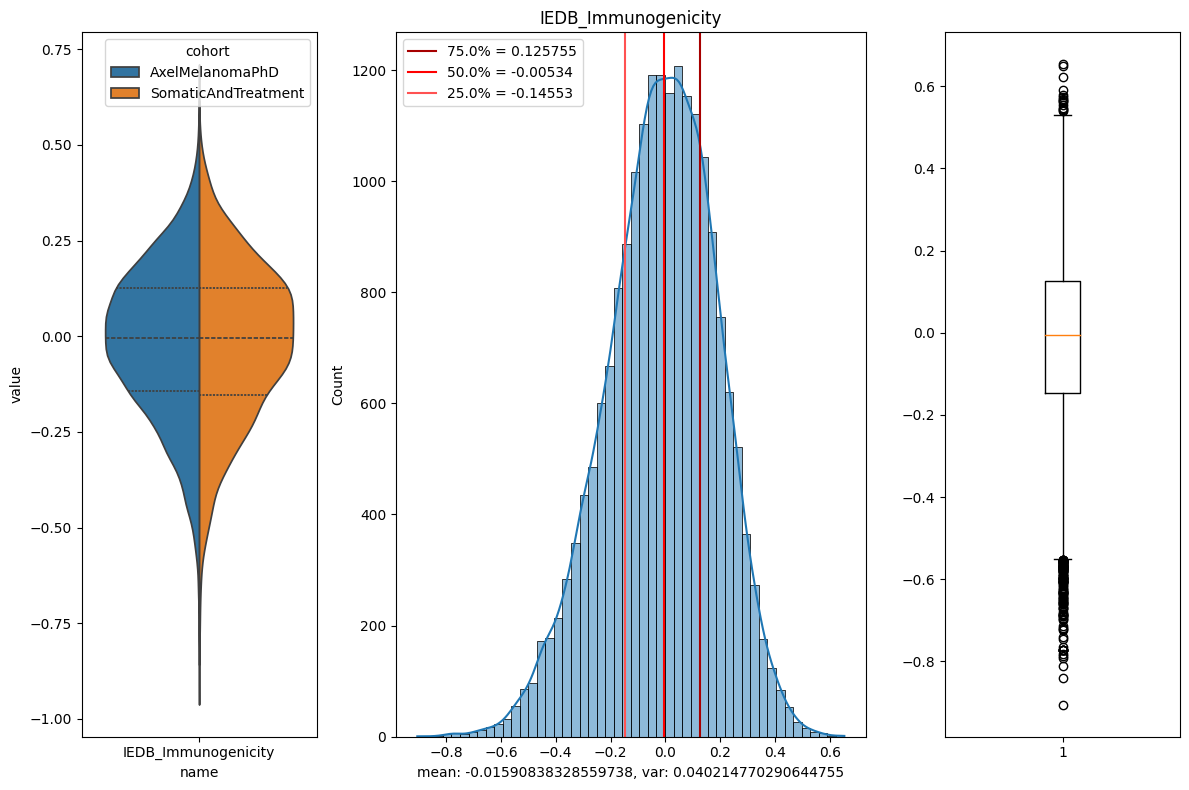 IEDB_Immunogenicity
cohort
AxelMelanomaPhD
SomaticAndTreatment
0.75
0.50
0.25
0.00
−0.25
−0.50
−0.75
−1.00
value
IEDB_Immunogenicity
name
75.0% = 0.125755
50.0% = -0.00534
25.0% = -0.14553
1200
1000
800
600
400
200
0
Count
−0.8 −0.6 −0.4 −0.2 0.0 0.2 0.4 0.6
mean: -0.01590838328559738, var: 0.040214770290644755
0.6
0.4
0.2
0.0
−0.2
−0.4
−0.6
−0.8
1